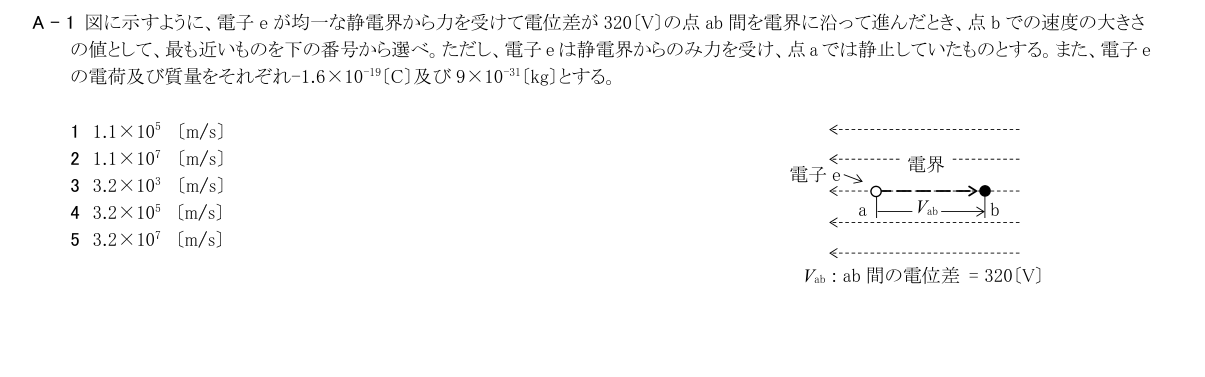 A－1 図に示すように、電子 e が均一な静電界から力を受けて電位差が 320〔V〕の点 ab 間を電界に沿って進んだとき、点 b での速度の大きさ
の値として、最も近いものを下の番号から選べ。ただし、電子 e は静電界からのみ力を受け、点 a では静止していたものとする。また、電子 e
の電荷及び質量をそれぞれ-1.6×10⁻¹⁹〔C〕及び 9×10⁻³¹〔kg〕とする。
1 1.1×10⁵ 〔m/s〕
2 1.1×10⁷ 〔m/s〕
3 3.2×10³ 〔m/s〕
4 3.2×10⁵ 〔m/s〕
5 3.2×10⁷ 〔m/s〕
電界
電子 e
a Vab b
Vab：ab 間の電位差 = 320〔V〕